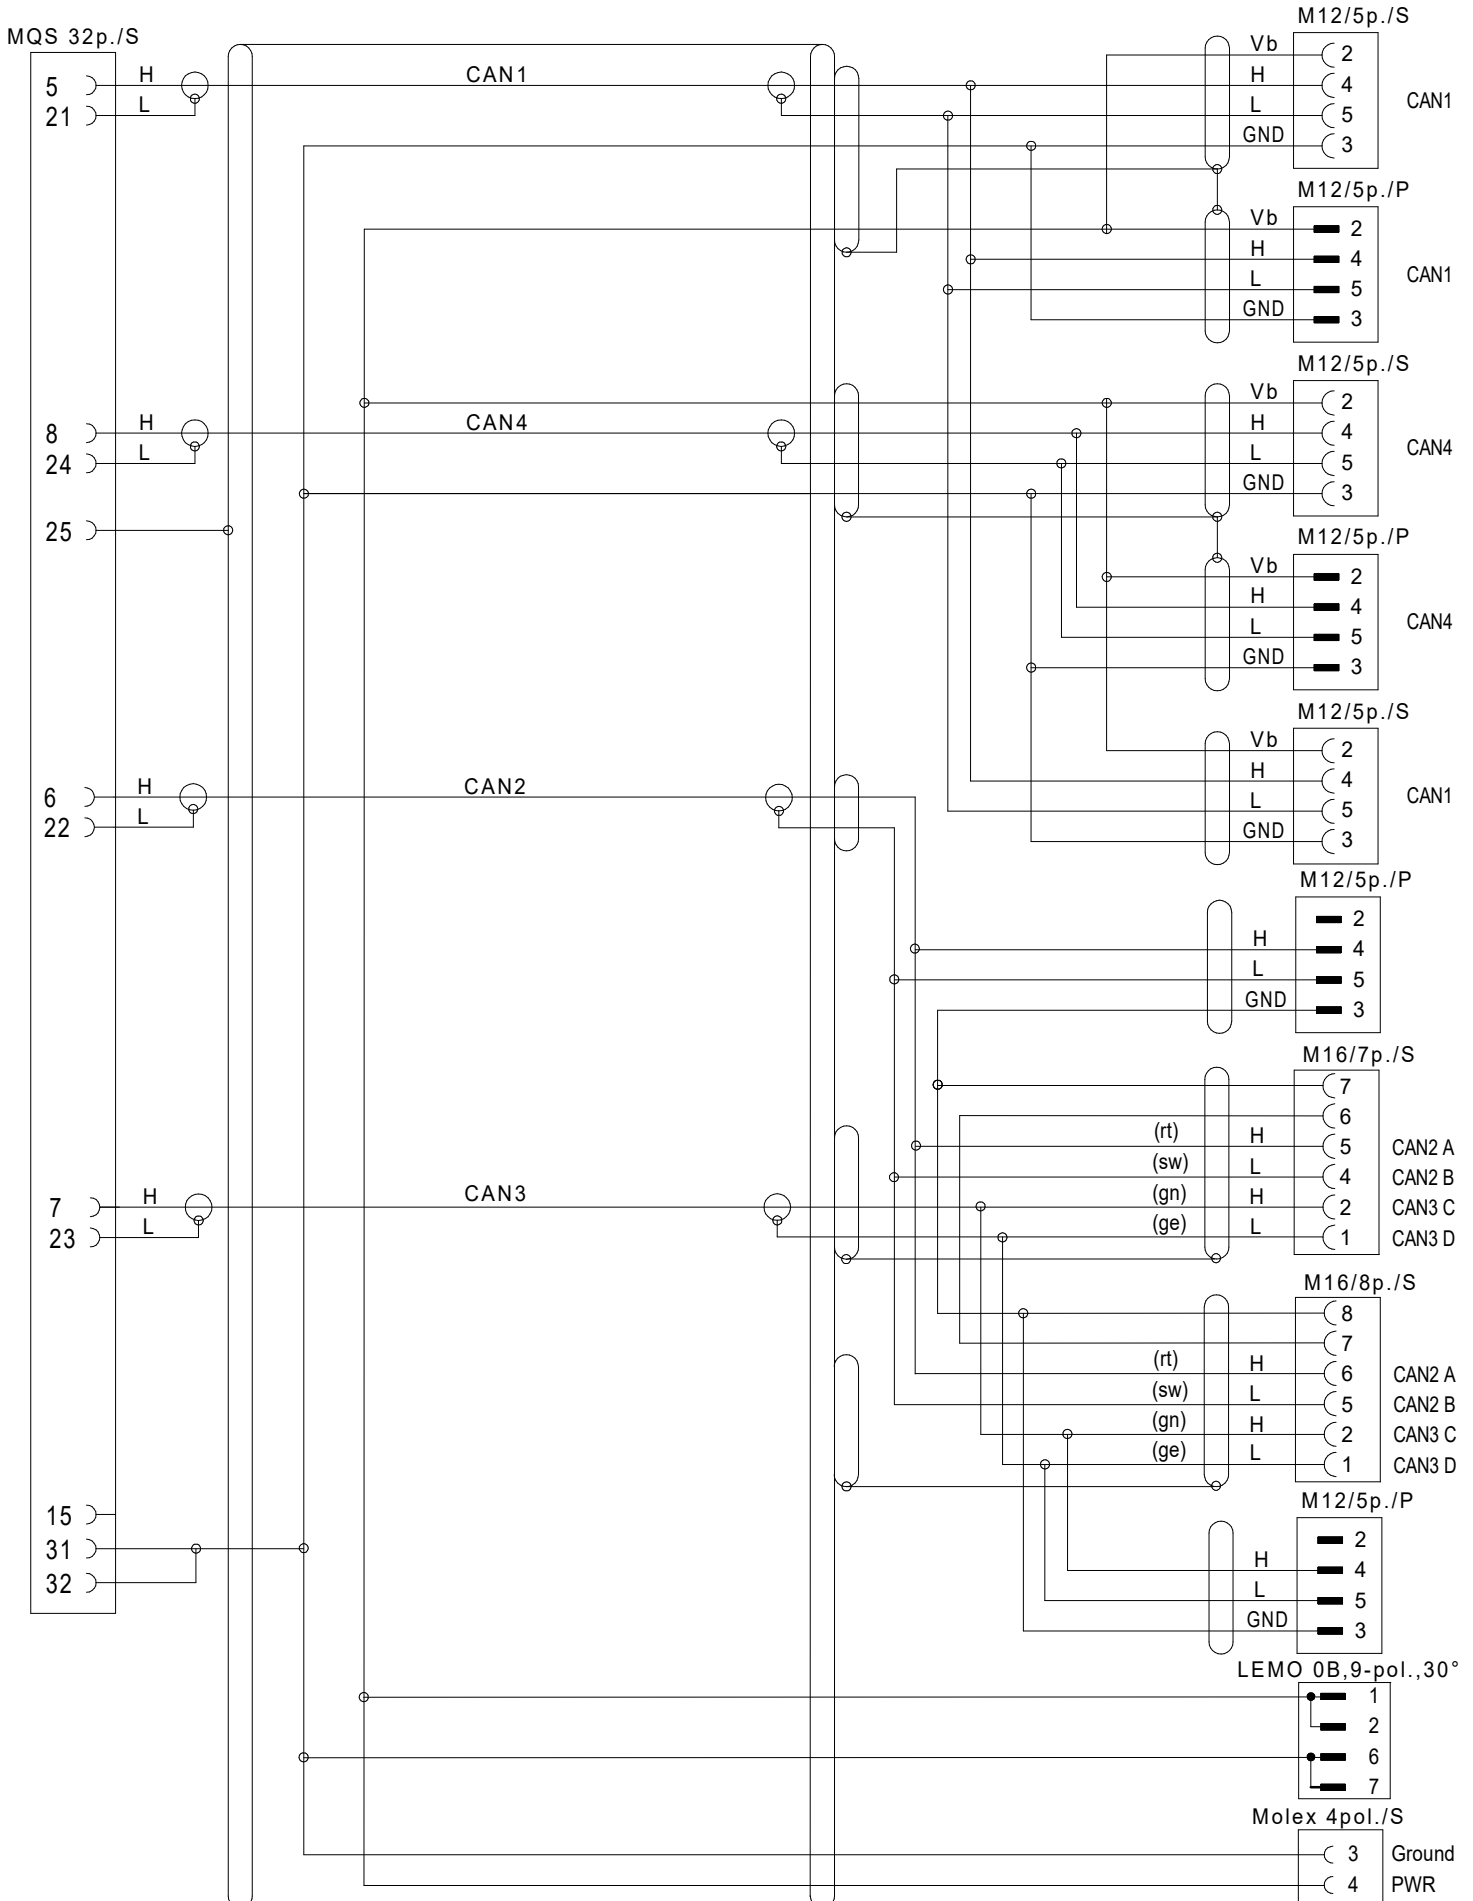 MQS 32p./S
5 H CAN1
21 L
8 H CAN4
24 L
25
6 H CAN2
22 L
7 H CAN3
23 L
15
31
32
M12/5p./S
Vb 2
H 4
L 5
GND 3
CAN1
M12/5p./P
Vb 2
H 4
L 5
GND 3
CAN1
M12/5p./S
Vb 2
H 4
L 5
GND 3
CAN4
M12/5p./P
Vb 2
H 4
L 5
GND 3
CAN4
M12/5p./S
Vb 2
H 4
L 5
GND 3
CAN1
M12/5p./P
2
H 4
L 5
GND 3
M16/7p./S
7
6
(rt) H 5 CAN2 A
(sw) L 4 CAN2 B
(gn) H 2 CAN3 C
(ge) L 1 CAN3 D
M16/8p./S
8
7
(rt) H 6 CAN2 A
(sw) L 5 CAN2 B
(gn) H 2 CAN3 C
(ge) L 1 CAN3 D
M12/5p./P
2
H 4
L 5
GND 3
LEMO 0B,9-pol.,30°
1
2
6
7
Molex 4pol./S
3 Ground
4 PWR